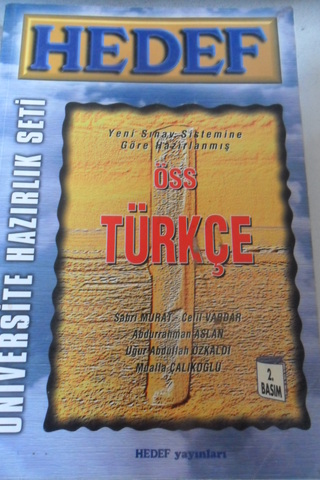 HEDEF
ÜNİVERSİTE HAZIRLIK SETİ
Yeni Sınav Sistemine
Göre Hazırlanmış
ÖSS
TÜRKÇE
Sabri MURAT - Celil VARDAR
Abdurrahman ASLAN
Uğur Abdullah ÖZKALDI
Mualla ÇALIKOĞLU
2.
BASIM
HEDEF yayınları